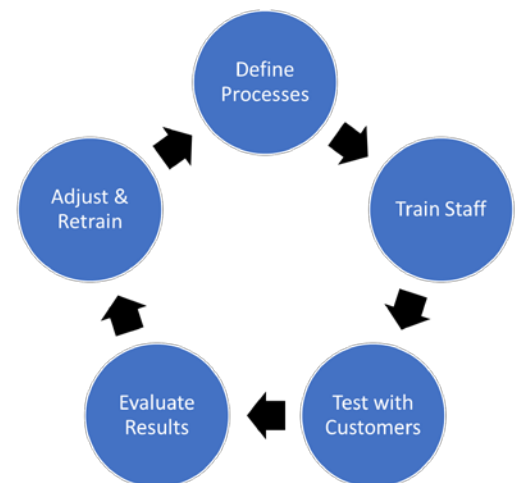 Define
Processes
Train Staff
Test with
Customers
Evaluate
Results
Adjust &
Retrain